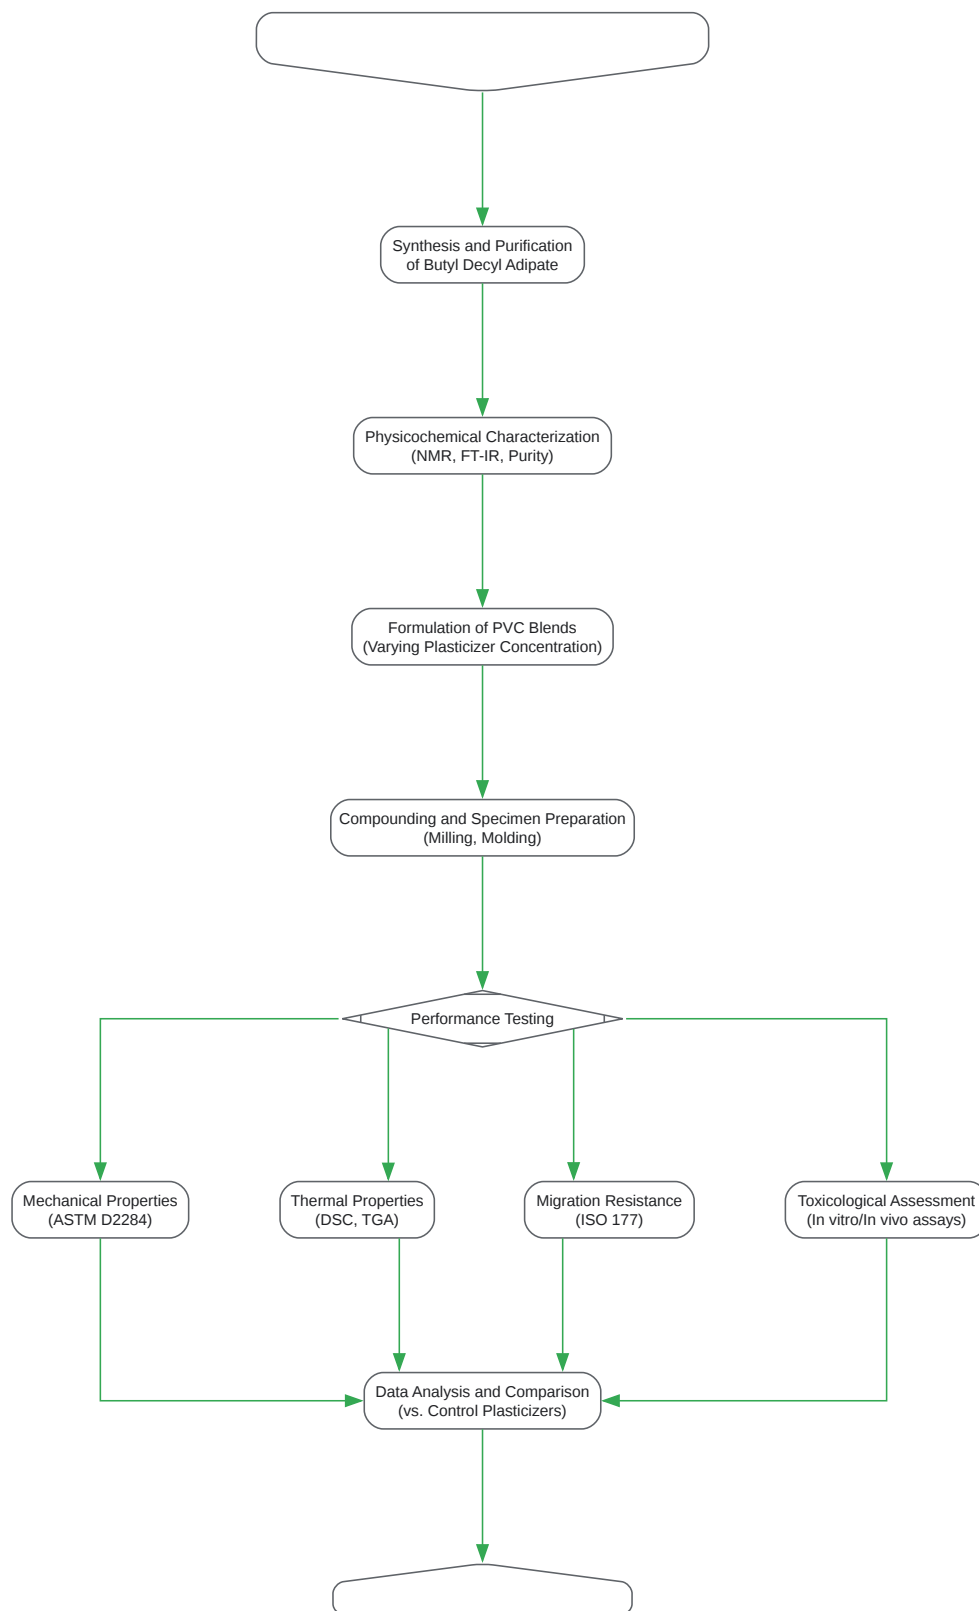 Synthesis and Purification
of Butyl Decyl Adipate
Physicochemical Characterization
(NMR, FT-IR, Purity)
Formulation of PVC Blends
(Varying Plasticizer Concentration)
Compounding and Specimen Preparation
(Milling, Molding)
Performance Testing
Mechanical Properties
(ASTM D2284)
Thermal Properties
(DSC, TGA)
Migration Resistance
(ISO 177)
Toxicological Assessment
(In vitro/In vivo assays)
Data Analysis and Comparison
(vs. Control Plasticizers)